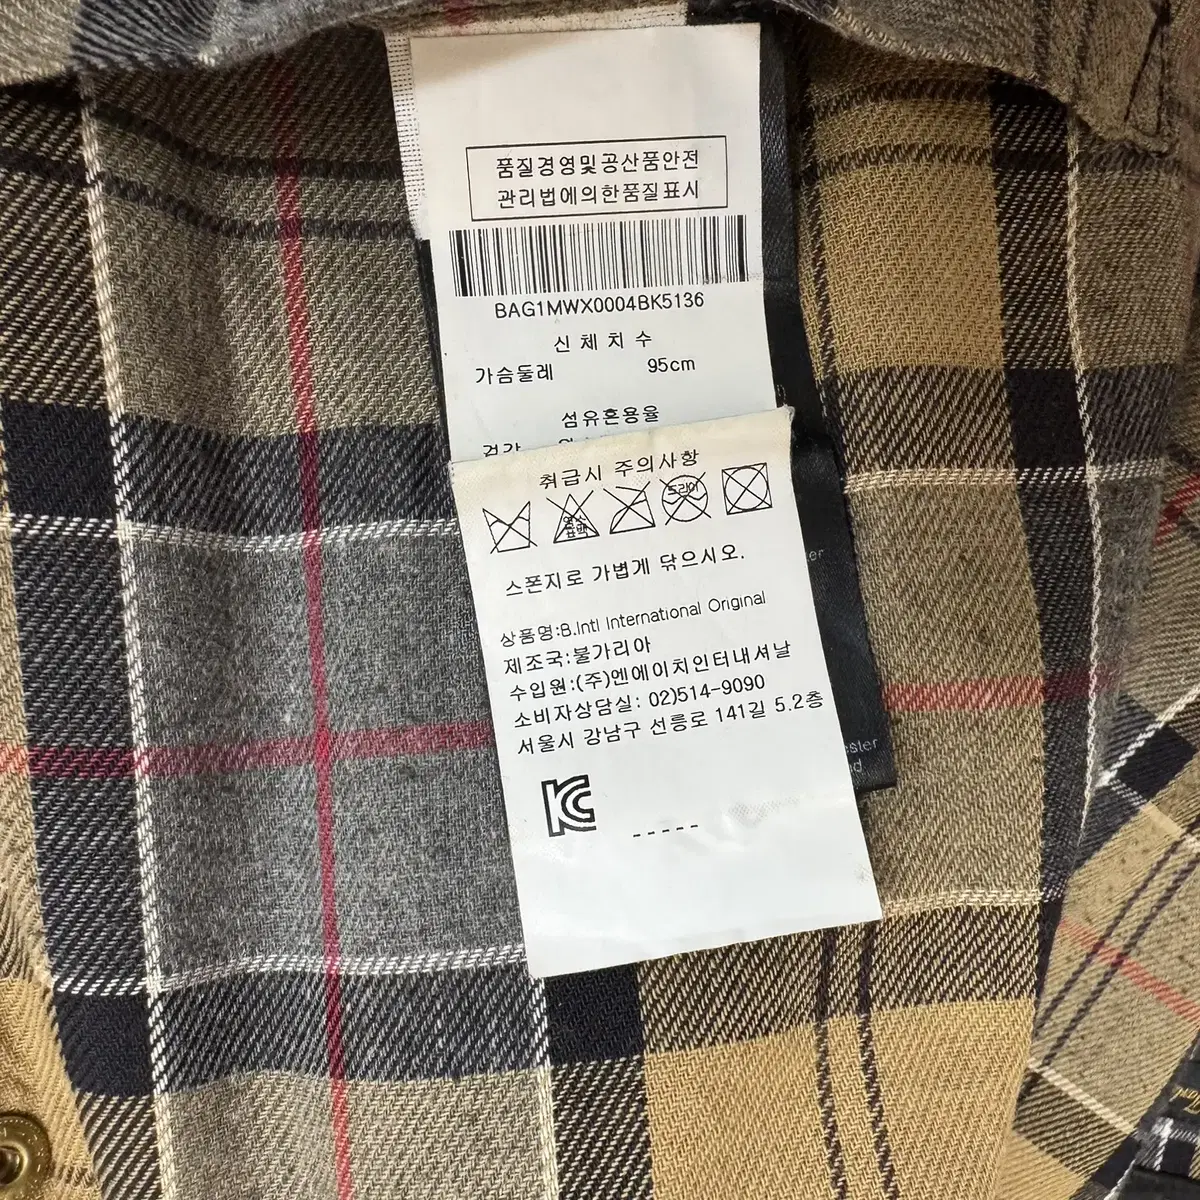 품질경영및공산품안전
관리법에의한품질표시
BAG1MWX0004BK5136
신체치수
가슴둘레 95cm
섬유혼용율
겉감
취급시 주의사항
드라이
스폰지로 가볍게 닦으시오.
상품명:B.Intl International Original
제조국:불가리아
수입원:(주)엔에이치인터내셔날
소비자상담실: 02)514-9090
서울시 강남구 선릉로 141길 5.2층
KC
-----